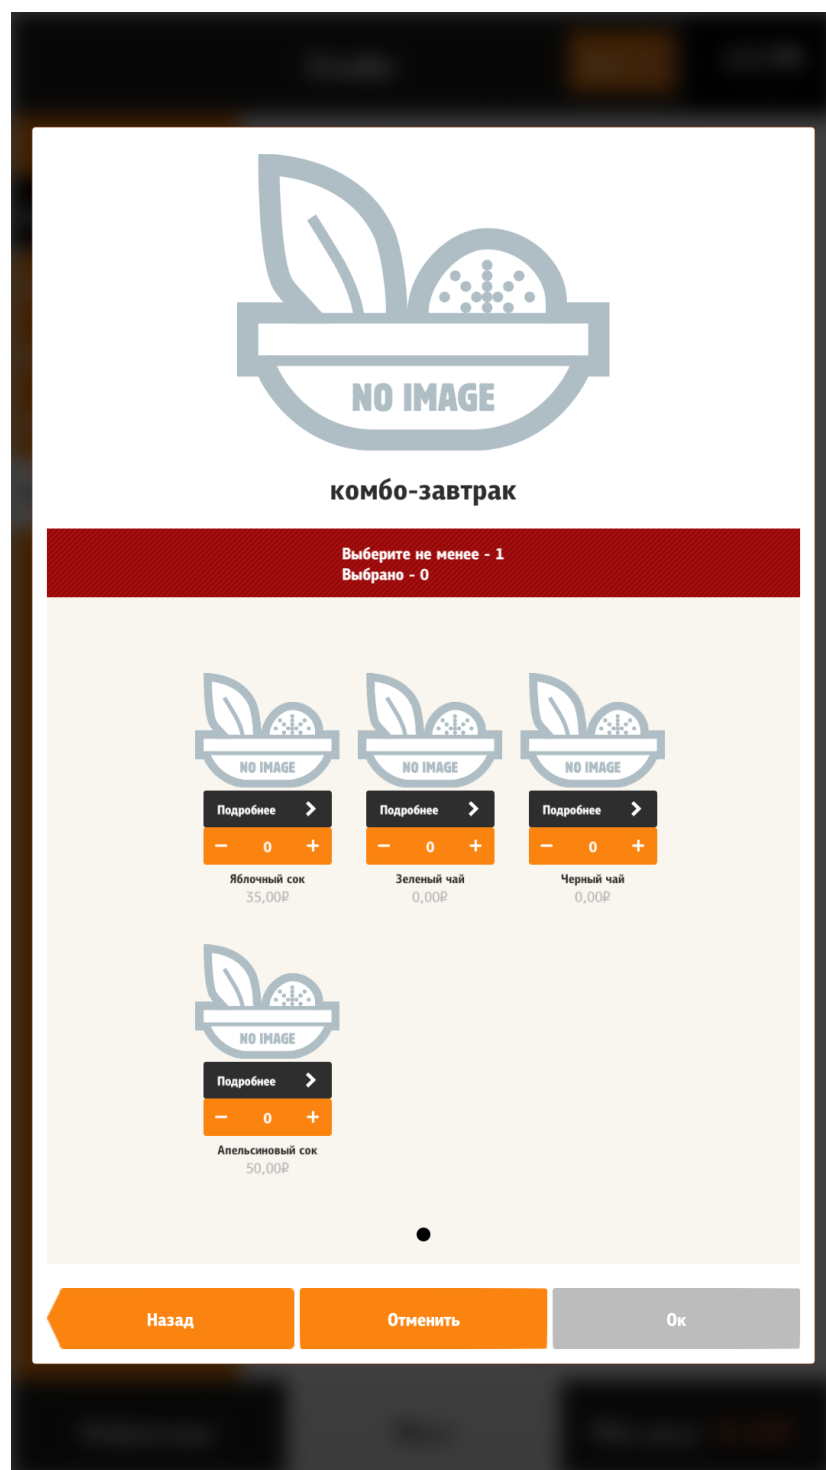 NO IMAGE
комбо-завтрак
Выберите не менее - 1
Выбрано - 0
NO IMAGE NO IMAGE NO IMAGE
Подробнее Подробнее Подробнее
− 0 + − 0 + − 0 +
Яблочный сок Зеленый чай Черный чай
35,00₽ 0,00₽ 0,00₽
NO IMAGE
Подробнее
− 0 +
Апельсиновый сок
50,00₽
Назад Отменить Ок